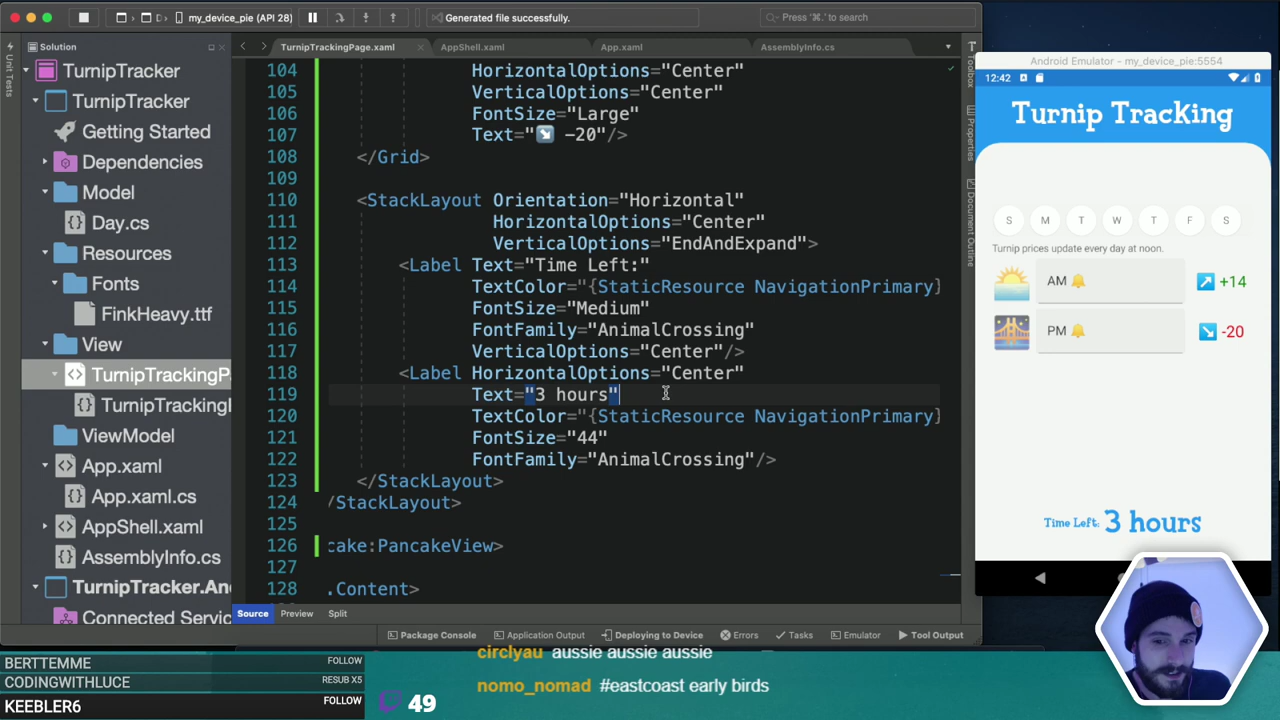 my_device_pie (API 28)
Generated file successfully.
Press '⌘.' to search
Unit Tests
Solution
TurnipTracker
TurnipTracker
Getting Started
Dependencies
Model
Day.cs
Resources
Fonts
FinkHeavy.ttf
View
TurnipTrackingP
TurnipTracking
ViewModel
App.xaml
App.xaml.cs
AppShell.xaml
AssemblyInfo.cs
TurnipTracker.An
Connected Servic
TurnipTrackingPage.xaml
AppShell.xaml
App.xaml
AssemblyInfo.cs
104 HorizontalOptions="Center"
105 VerticalOptions="Center"
106 FontSize="Large"
107 Text="↘️ -20"/>
108 </Grid>
109
110 <StackLayout Orientation="Horizontal"
111 HorizontalOptions="Center"
112 VerticalOptions="EndAndExpand">
113 <Label Text="Time Left:"
114 TextColor="{StaticResource NavigationPrimary}
115 FontSize="Medium"
116 FontFamily="AnimalCrossing"
117 VerticalOptions="Center"/>
118 <Label HorizontalOptions="Center"
119 Text="3 hours"
120 TextColor="{StaticResource NavigationPrimary}
121 FontSize="44"
122 FontFamily="AnimalCrossing"/>
123 </StackLayout>
124 /StackLayout>
125
126 cake:PancakeView>
127
128 .Content>
Source Preview Split
Package Console Application Output Deploying to Device Errors Tasks Emulator Tool Output
Toolbox
Properties
Document Outline
Android Emulator - my_device_pie:5554
12:42
Turnip Tracking
S M T W T F S
Turnip prices update every day at noon.
AM 🔔 ↗️ +14
PM 🔔 ↘️ -20
Time Left: 3 hours
BERTTEMME FOLLOW
CODINGWITHLUCE RESUB X5
KEEBLER6 FOLLOW
49
circlyau aussie aussie aussie
nomo_nomad #eastcoast early birds